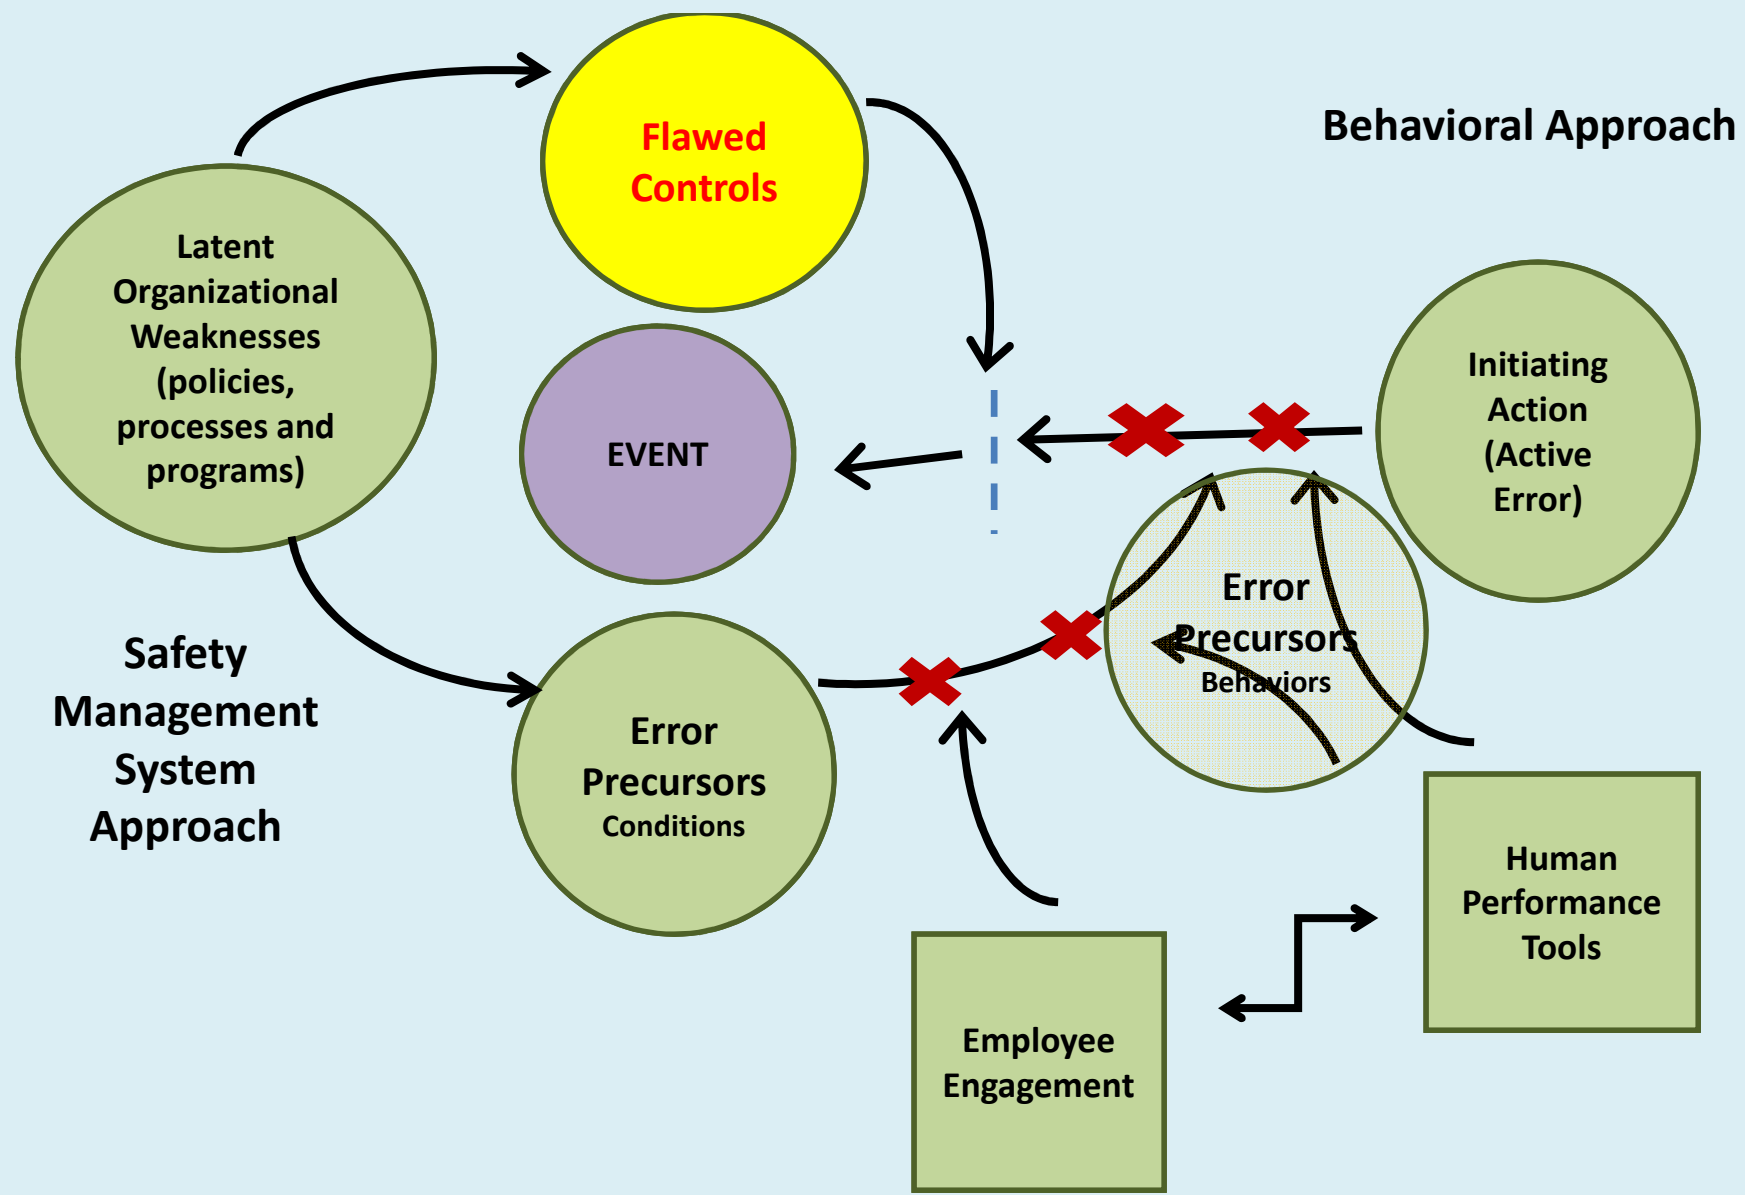 Flawed
Controls
Behavioral Approach
Latent
Organizational
Weaknesses
(policies,
processes and
programs)
EVENT
Initiating
Action
(Active
Error)
Error
Precursors
Behaviors
Safety
Management
System
Approach
Error
Precursors
Conditions
Human
Performance
Tools
Employee
Engagement